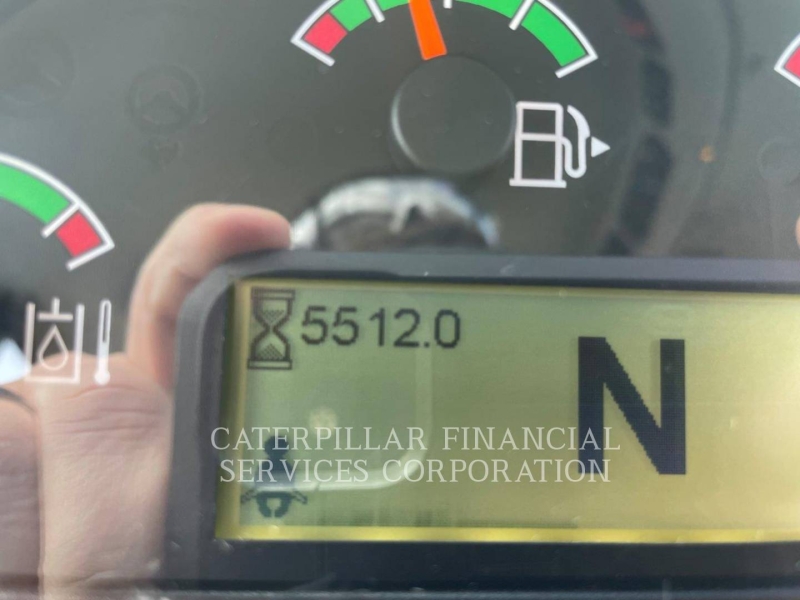 5512.0
N
CATERPILLAR FINANCIAL
SERVICES CORPORATION